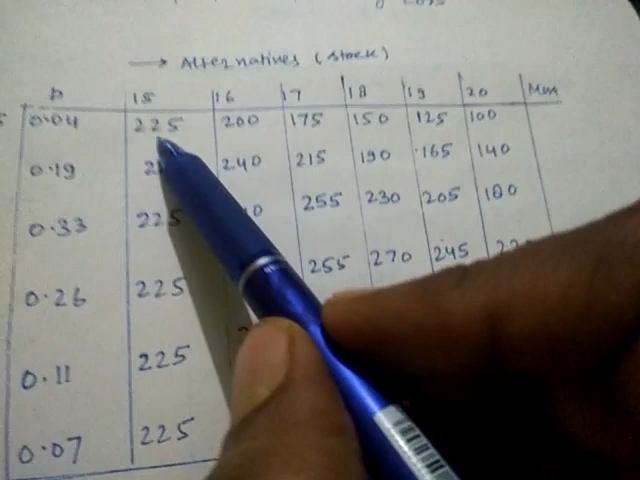 → Alternatives (stock)
P 15 16 17 18 19 20
0.04 225 200 175 150 125 100
0.19 240 215 190 165 140
0.33 225 255 230 205 180
0.26 225 255 270 245
0.11 225
0.07 225